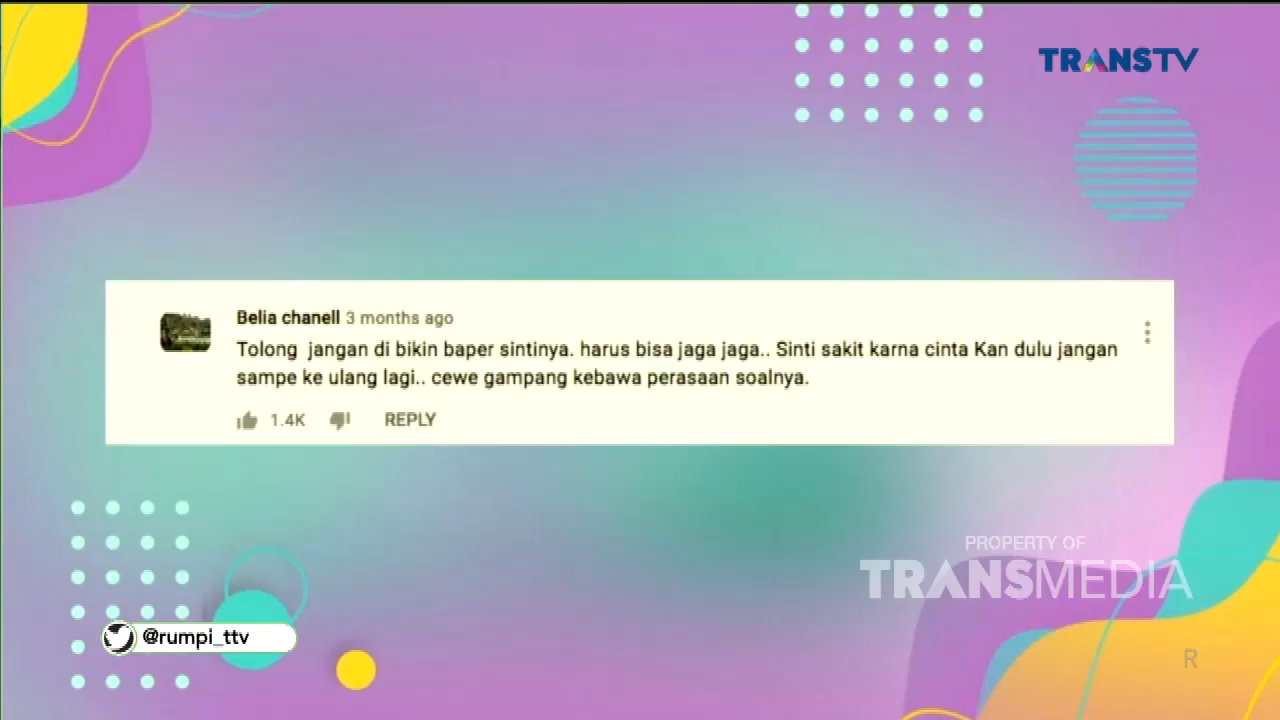 TRANSTV
Belia chanell 3 months ago
Tolong  jangan di bikin baper sintinya. harus bisa jaga jaga.. Sinti sakit karna cinta Kan dulu jangan
sampe ke ulang lagi.. cewe gampang kebawa perasaan soalnya.
1.4K REPLY
PROPERTY OF
TRANSMEDIA
@rumpi_ttv
R